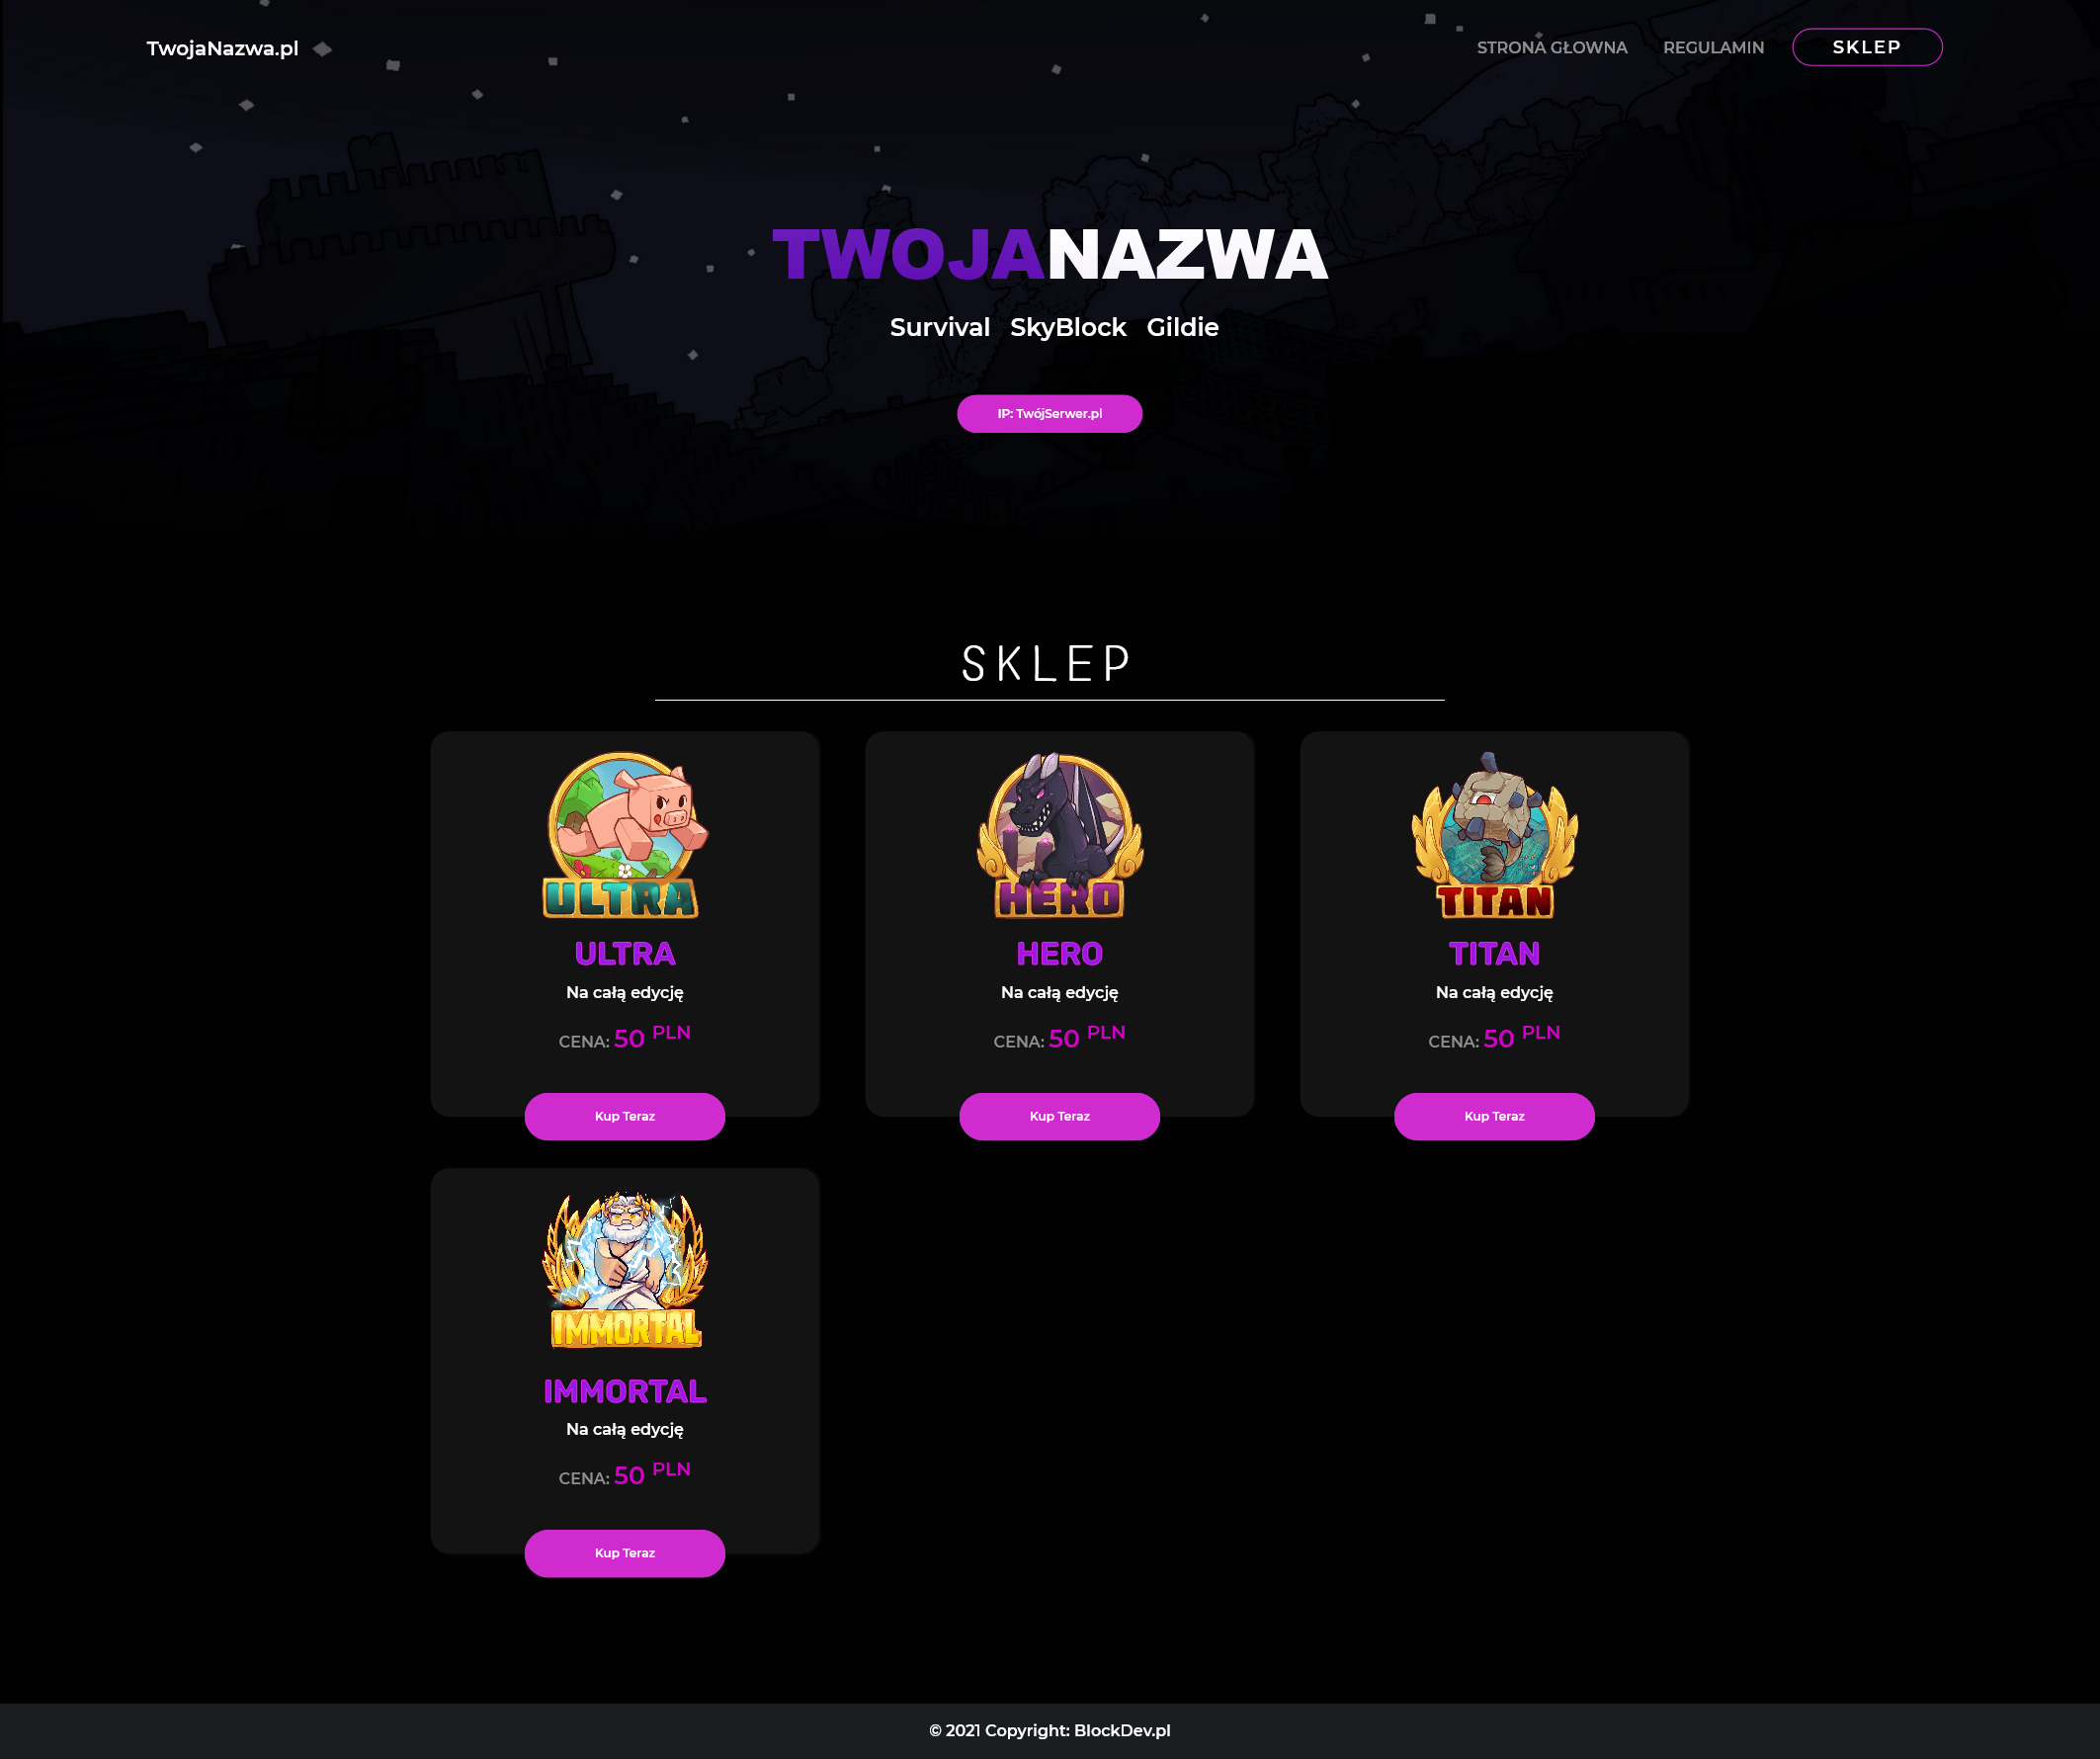 TwojaNazwa.pl
STRONA GŁOWNA REGULAMIN SKLEP
TWOJANAZWA
Survival SkyBlock Gildie
IP: TwójSerwer.pl
SKLEP
ULTRA
ULTRA
Na całą edycję
CENA: 50 PLN
Kup Teraz
HERO
HERO
Na całą edycję
CENA: 50 PLN
Kup Teraz
TITAN
TITAN
Na całą edycję
CENA: 50 PLN
Kup Teraz
IMMORTAL
IMMORTAL
Na całą edycję
CENA: 50 PLN
Kup Teraz
© 2021 Copyright: BlockDev.pl